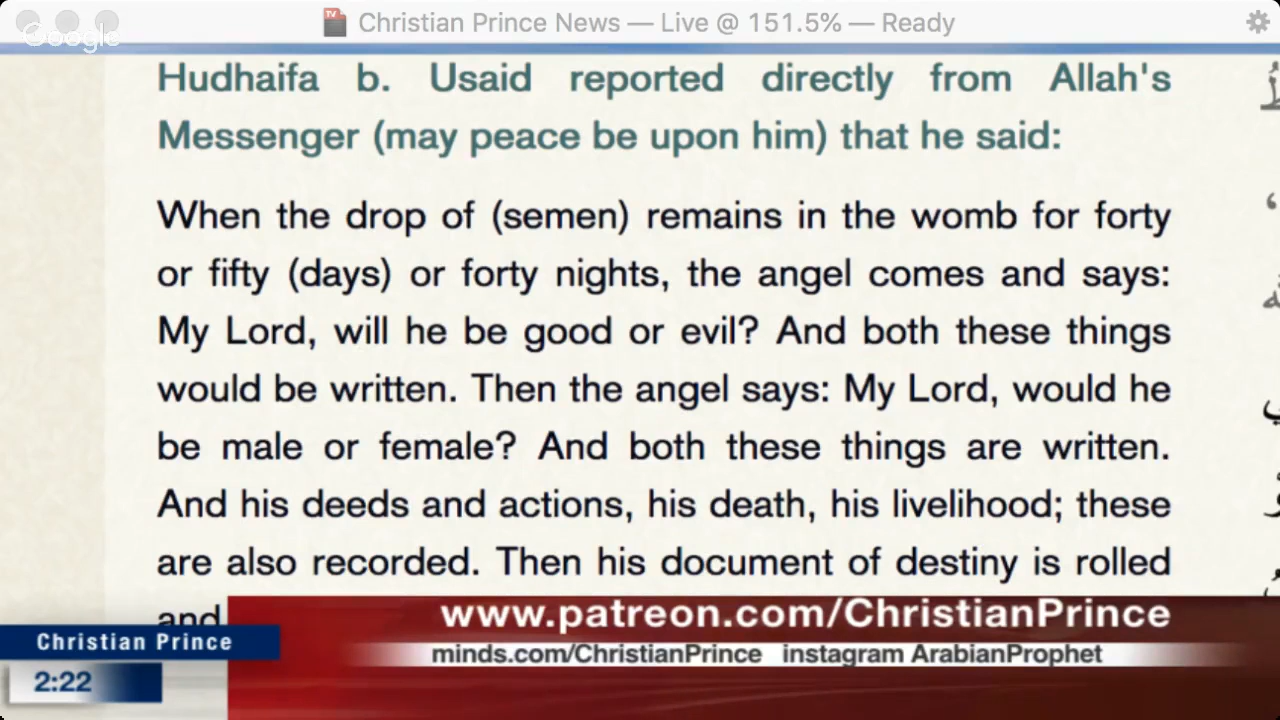 Christian Prince News — Live @ 151.5% — Ready
Google
Hudhaifa b. Usaid reported directly from Allah's
Messenger (may peace be upon him) that he said:
When the drop of (semen) remains in the womb for forty
or fifty (days) or forty nights, the angel comes and says:
My Lord, will he be good or evil? And both these things
would be written. Then the angel says: My Lord, would he
be male or female? And both these things are written.
And his deeds and actions, his death, his livelihood; these
are also recorded. Then his document of destiny is rolled
and
www.patreon.com/ChristianPrince
Christian Prince
minds.com/ChristianPrince instagram ArabianProphet
2:22